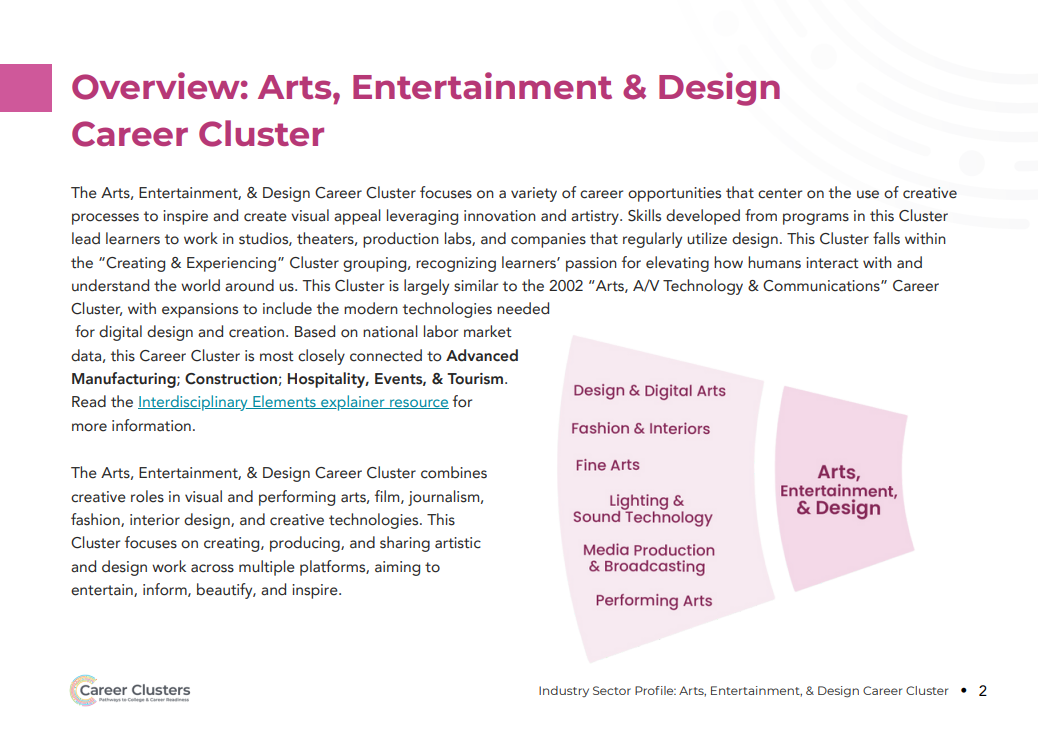 Overview: Arts, Entertainment & Design
Career Cluster
The Arts, Entertainment, & Design Career Cluster focuses on a variety of career opportunities that center on the use of creative
processes to inspire and create visual appeal leveraging innovation and artistry. Skills developed from programs in this Cluster
lead learners to work in studios, theaters, production labs, and companies that regularly utilize design. This Cluster falls within
the “Creating & Experiencing” Cluster grouping, recognizing learners’ passion for elevating how humans interact with and
understand the world around us. This Cluster is largely similar to the 2002 “Arts, A/V Technology & Communications” Career
Cluster, with expansions to include the modern technologies needed
for digital design and creation. Based on national labor market
data, this Career Cluster is most closely connected to Advanced
Manufacturing; Construction; Hospitality, Events, & Tourism.
Read the Interdisciplinary Elements explainer resource for
more information.
The Arts, Entertainment, & Design Career Cluster combines
creative roles in visual and performing arts, film, journalism,
fashion, interior design, and creative technologies. This
Cluster focuses on creating, producing, and sharing artistic
and design work across multiple platforms, aiming to
entertain, inform, beautify, and inspire.
Design & Digital Arts
Fashion & Interiors
Fine Arts
Lighting &
Sound Technology
Media Production
& Broadcasting
Performing Arts
Arts,
Entertainment,
& Design
Career Clusters
Pathways to College & Career Readiness
Industry Sector Profile: Arts, Entertainment, & Design Career Cluster • 2